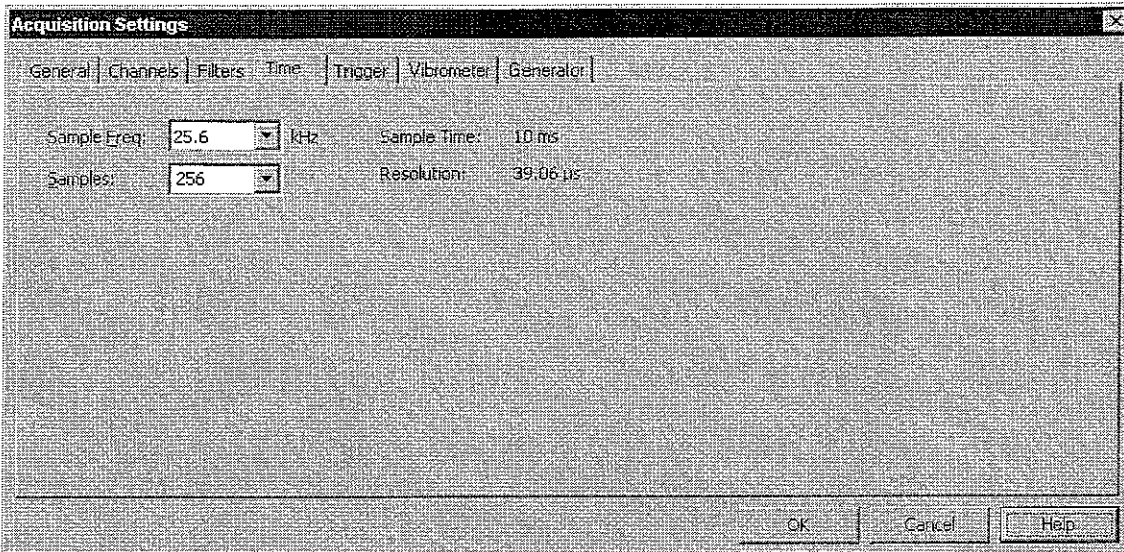 Acquisition Settings
General Channels Filters Time Trigger Vibrometer Generator
Sample Freq: 25.6 kHz Sample Time: 10 ms
Samples: 256 Resolution: 39.06 µs
OK Cancel Help